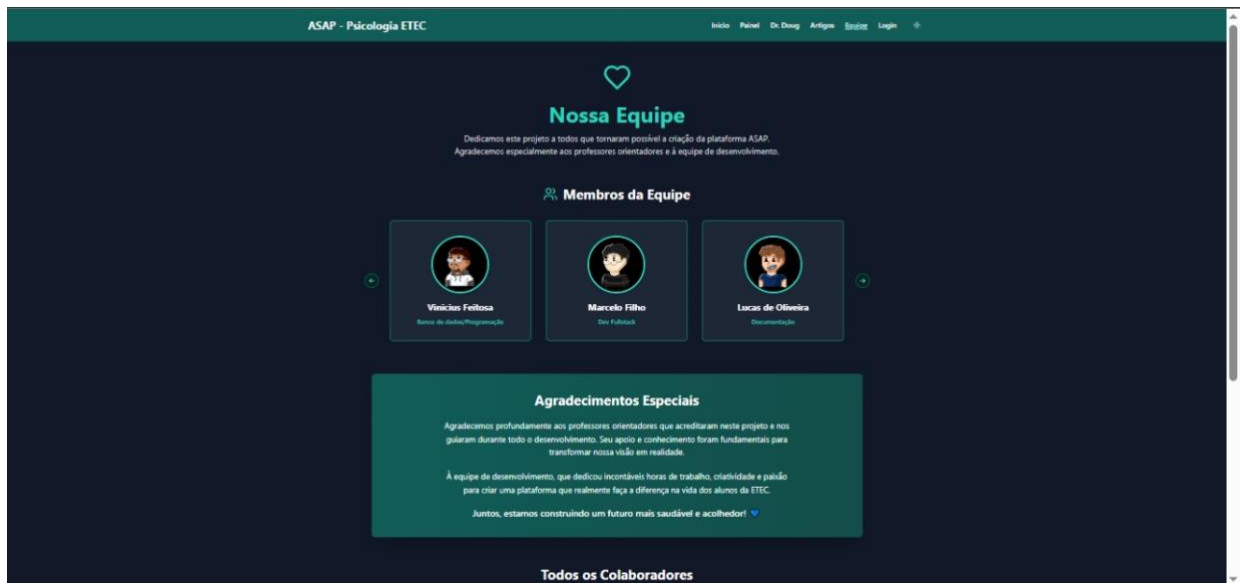 ASAP - Psicologia ETEC
Início Painel Dr. Doug Artigos Equipe Login
Nossa Equipe
Dedicamos este projeto a todos que tornaram possível a criação da plataforma ASAP.
Agradecemos especialmente aos professores orientadores e à equipe de desenvolvimento.
Membros da Equipe
Vinicius Feitosa
Banco de dados/Programação
Marcelo Filho
Dev Fullstack
Lucas de Oliveira
Documentação
Agradecimentos Especiais
Agradecemos profundamente aos professores orientadores que acreditaram neste projeto e nos
guiaram durante todo o desenvolvimento. Seu apoio e conhecimento foram fundamentais para
transformar nossa visão em realidade.
À equipe de desenvolvimento, que dedicou incontáveis horas de trabalho, criatividade e paixão
para criar uma plataforma que realmente faça a diferença na vida dos alunos da ETEC.
Juntos, estamos construindo um futuro mais saudável e acolhedor! 💙
Todos os Colaboradores